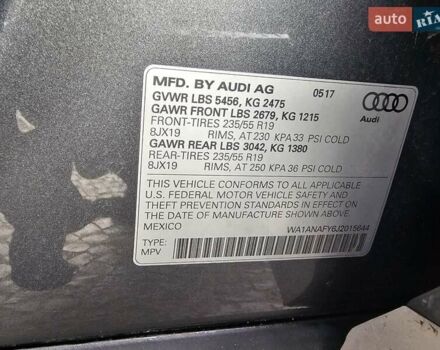 auto RIA
MFD. BY AUDI AG 0517
GVWR LBS 5456, KG 2475
GAWR FRONT LBS 2679, KG 1215
FRONT-TIRES 235/55 R19
8JX19 RIMS, AT 230 KPA 33 PSI COLD
GAWR REAR LBS 3042, KG 1380
REAR-TIRES 235/55 R19
8JX19 RIMS, AT 250 KPA 36 PSI COLD
Audi
THIS VEHICLE CONFORMS TO ALL APPLICABLE
U.S. FEDERAL MOTOR VEHICLE SAFETY, BUMPER AND
THEFT PREVENTION STANDARDS IN EFFECT ON THE
DATE OF MANUFACTURE SHOWN ABOVE.
MEXICO
WA1ANAFY6J2015644
TYPE:
MPV